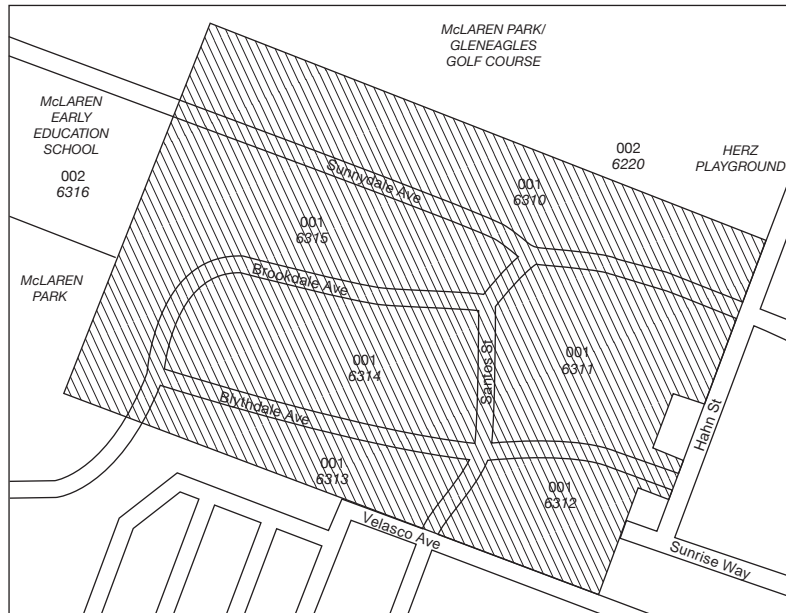 McLAREN PARK/
GLENEAGLES
GOLF COURSE
McLAREN
EARLY
EDUCATION
SCHOOL
002
6316
002
6220
HERZ
PLAYGROUND
Sunnydale Ave
001
6310
001
6315
McLAREN
PARK
Brookdale Ave
001
6314
Santos St
001
6311
Blythdale Ave
Hahn St
001
6313
001
6312
Velasco Ave
Sunrise Way